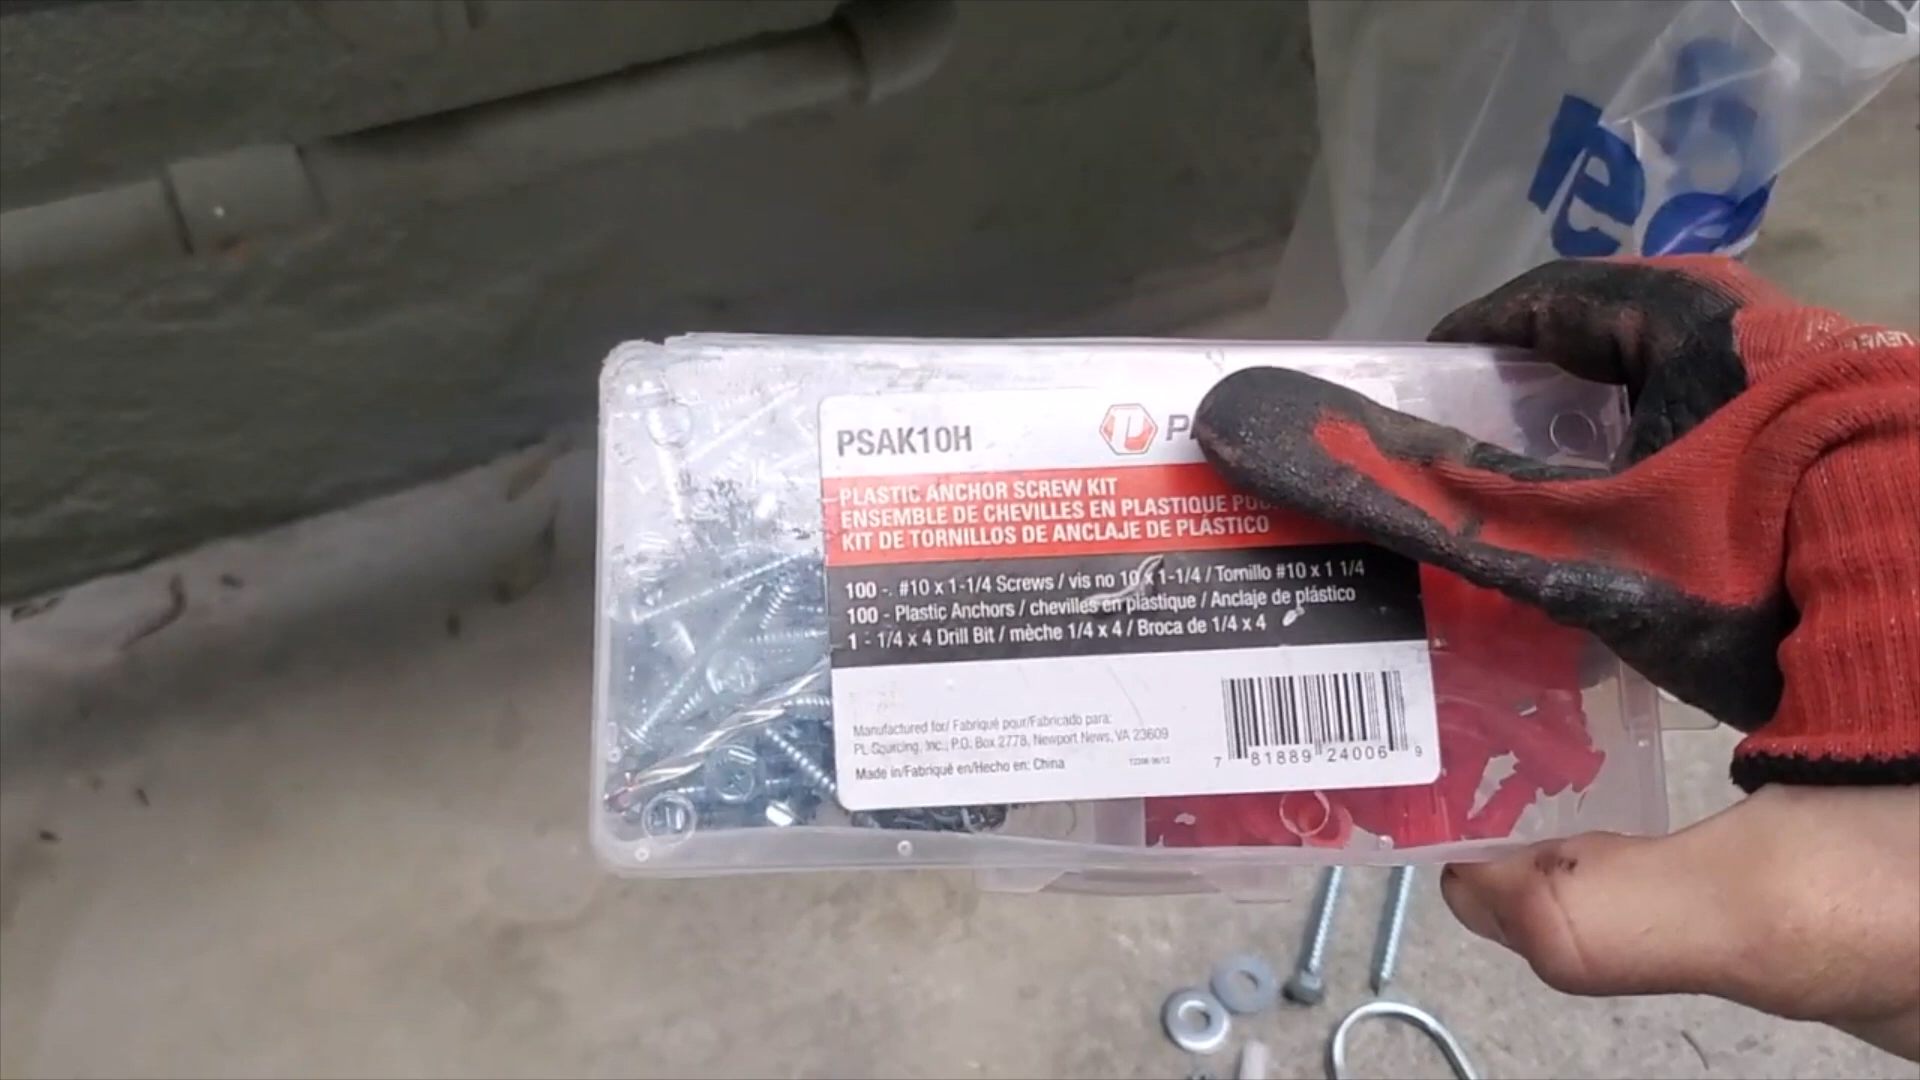 PSAK10H
PLASTIC ANCHOR SCREW KIT
ENSEMBLE DE CHEVILLES EN PLASTIQUE
KIT DE TORNILLOS DE ANCLAJE DE PLÁSTICO
100 -. #10 x 1-1/4 Screws / vis no 10 x 1-1/4 / Tornillo #10 x 1 1/4
100 - Plastic Anchors / chevilles en plastique / Anclaje de plástico
1 - 1/4 x 4 Drill Bit / mèche 1/4 x 4 / Broca de 1/4 x 4
Manufactured for/ Fabriqué pour/Fabricado para:
PL Sourcing, Inc., P.O. Box 2778, Newport News, VA 23609
Made in/Fabriqué en/Hecho en: China
7 81889 24006 9